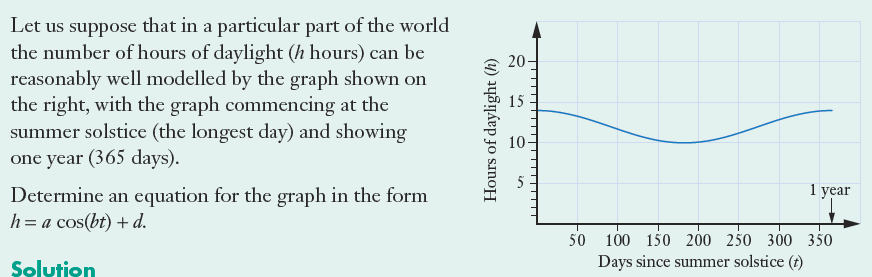 Let us suppose that in a particular part of the world
the number of hours of daylight (h hours) can be
reasonably well modelled by the graph shown on
the right, with the graph commencing at the
summer solstice (the longest day) and showing
one year (365 days).
Determine an equation for the graph in the form
h = a cos(bt) + d.
Solution
Hours of daylight (h)
20
15
10
5
1 year
50 100 150 200 250 300 350
Days since summer solstice (t)